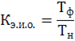 Кэ.и.о. = Тф / Тн